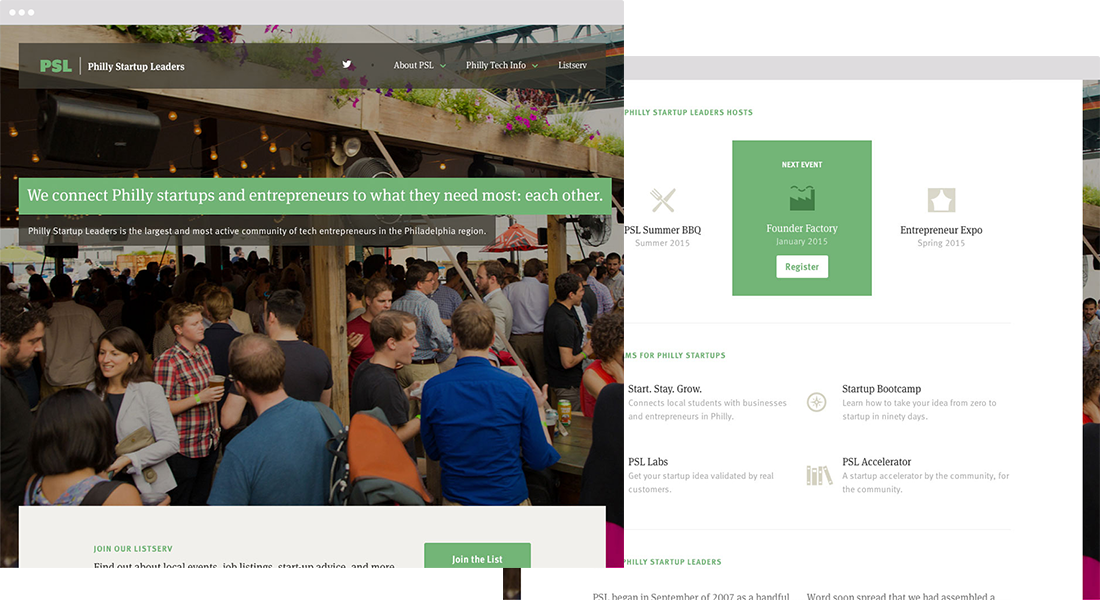 PSL
Philly Startup Leaders
About PSL
Philly Tech Info
Listserv
We connect Philly startups and entrepreneurs to what they need most: each other.
Philly Startup Leaders is the largest and most active community of tech entrepreneurs in the Philadelphia region.
JOIN OUR LISTSERV
Find out about local events, job listings, start-up advice, and more
Join the List
PHILLY STARTUP LEADERS HOSTS
PSL Summer BBQ
Summer 2015
NEXT EVENT
Founder Factory
January 2015
Register
Entrepreneur Expo
Spring 2015
MS FOR PHILLY STARTUPS
Start. Stay. Grow.
Connects local students with businesses
and entrepreneurs in Philly.
Startup Bootcamp
Learn how to take your idea from zero to
startup in ninety days.
PSL Labs
Get your startup idea validated by real
customers.
PSL Accelerator
A startup accelerator by the community, for
the community.
PHILLY STARTUP LEADERS
PSL began in September of 2007 as a handful
Word soon spread that we had assembled a